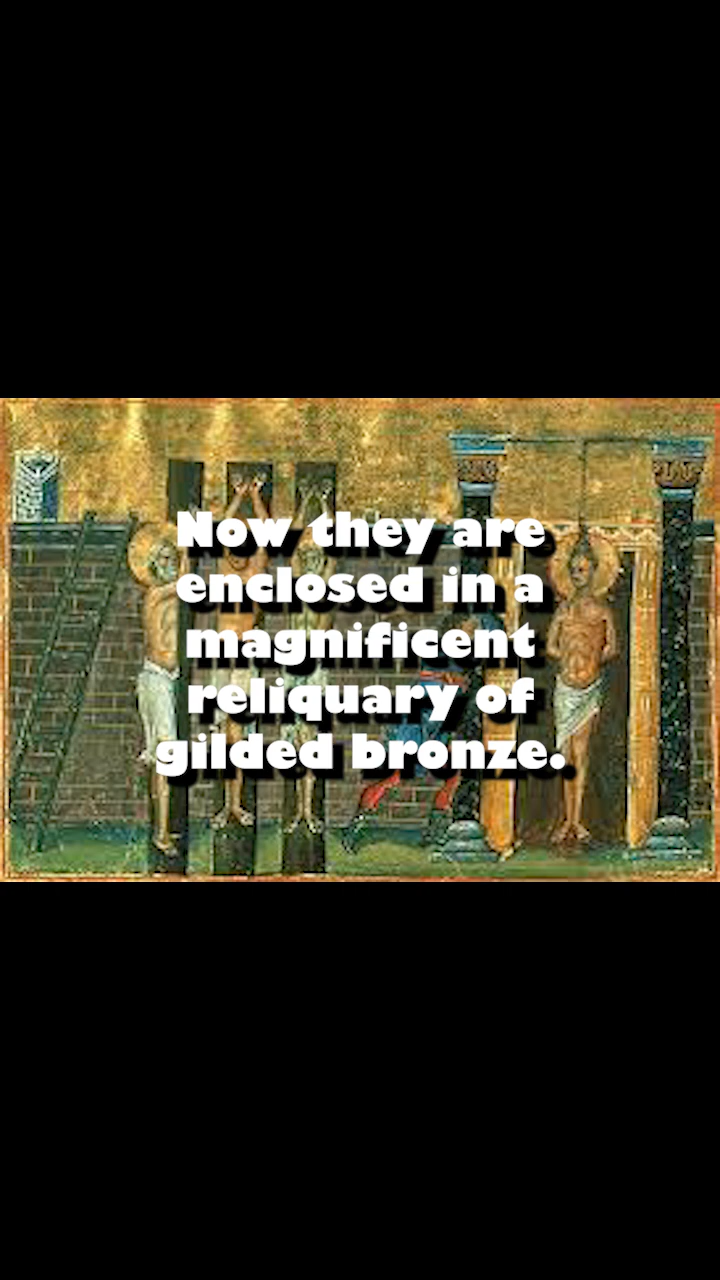 Now they are
enclosed in a
magnificent
reliquary of
gilded bronze.